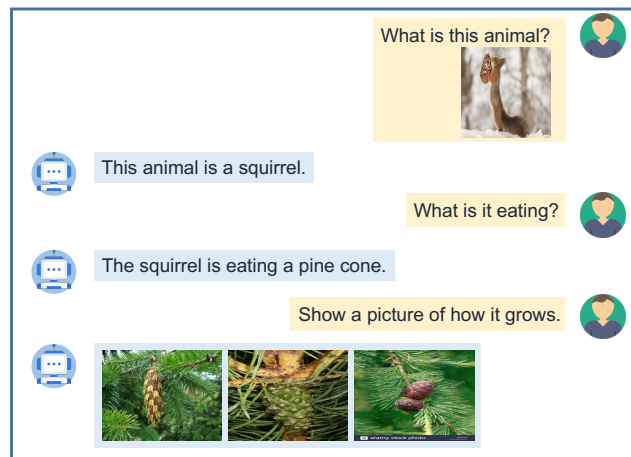 What is this animal?
This animal is a squirrel.
What is it eating?
The squirrel is eating a pine cone.
Show a picture of how it grows.
alamy stock photo